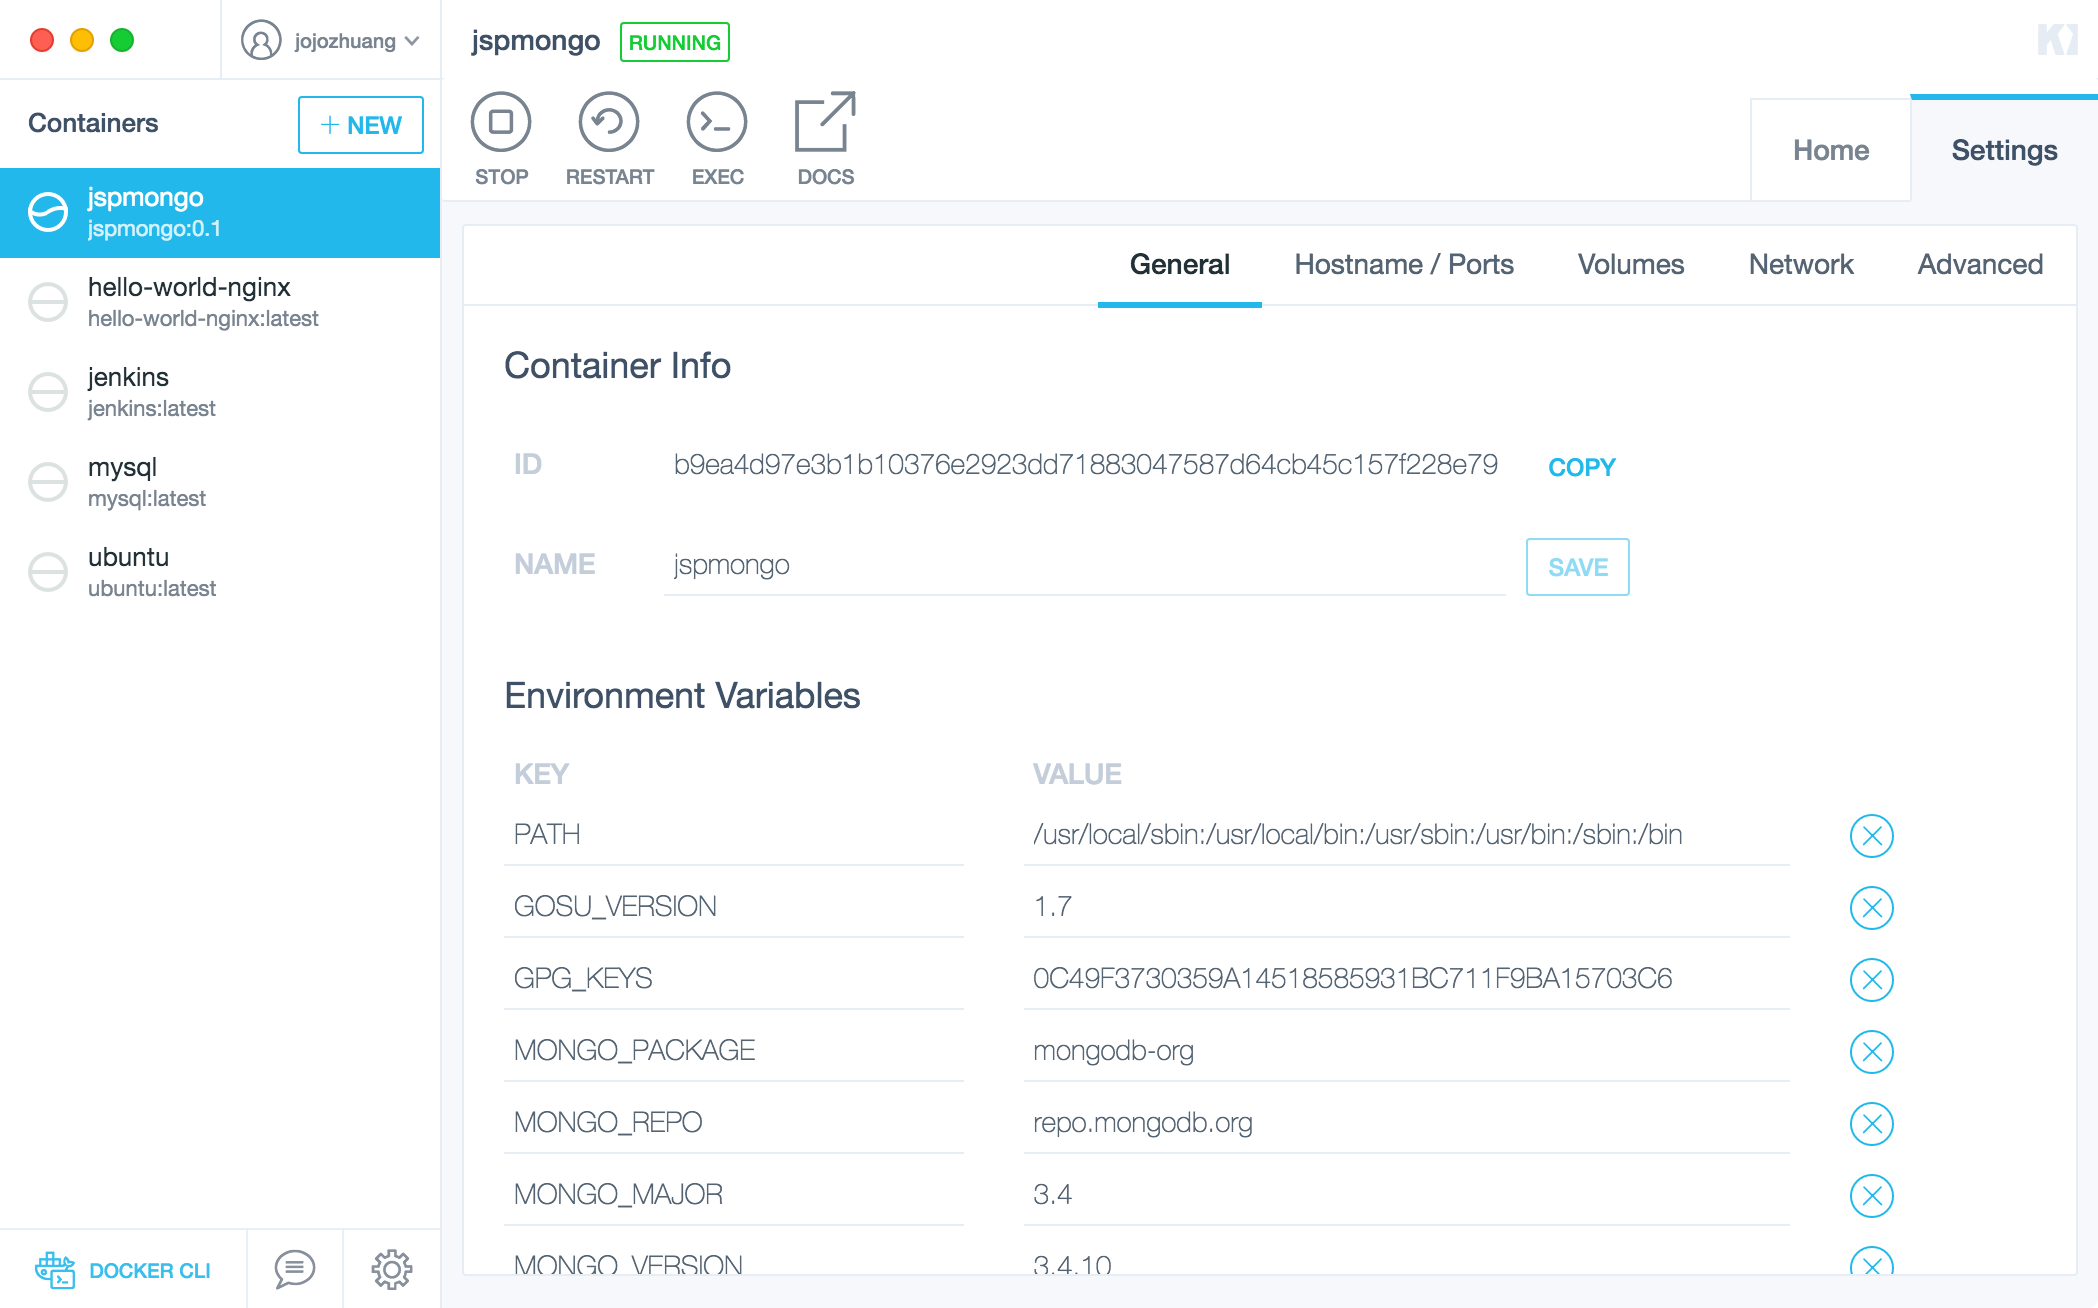 jojozhuang
Containers
+ NEW
jspmongo
jspmongo:0.1
hello-world-nginx
hello-world-nginx:latest
jenkins
jenkins:latest
mysql
mysql:latest
ubuntu
ubuntu:latest
DOCKER CLI
jspmongo RUNNING
STOP RESTART EXEC DOCS
Home Settings
General Hostname / Ports Volumes Network Advanced
Container Info
ID b9ea4d97e3b1b10376e2923dd71883047587d64cb45c157f228e79 COPY
NAME jspmongo SAVE
Environment Variables
KEY VALUE
PATH /usr/local/sbin:/usr/local/bin:/usr/sbin:/usr/bin:/sbin:/bin
GOSU_VERSION 1.7
GPG_KEYS 0C49F3730359A14518585931BC711F9BA15703C6
MONGO_PACKAGE mongodb-org
MONGO_REPO repo.mongodb.org
MONGO_MAJOR 3.4
MONGO_VERSION 3.4.10